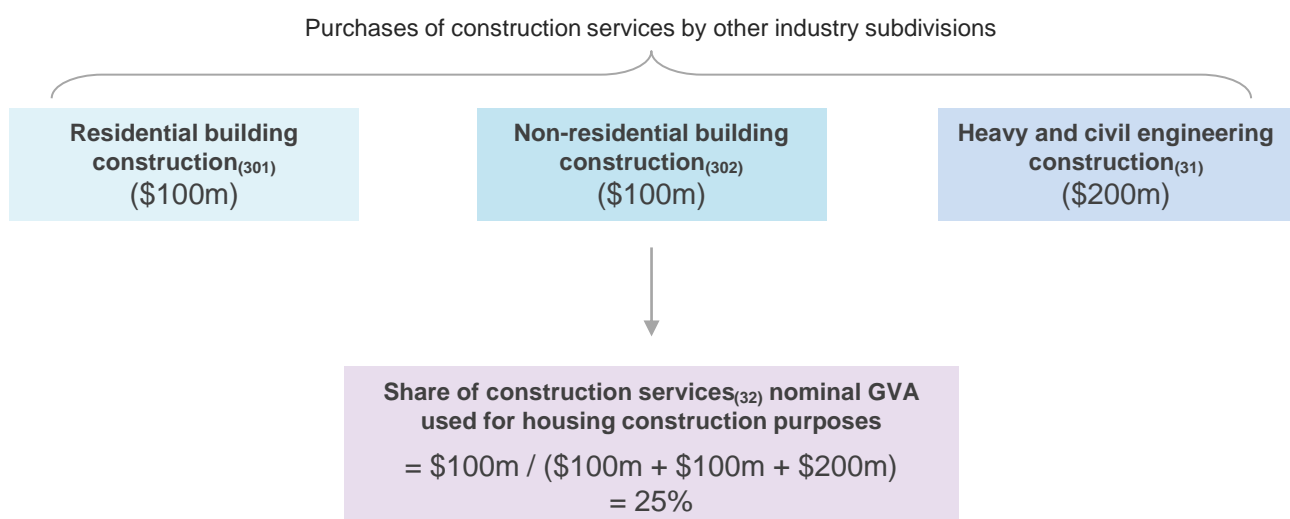 Purchases of construction services by other industry subdivisions
Residential building
construction(301)
($100m)
Non-residential building
construction(302)
($100m)
Heavy and civil engineering
construction(31)
($200m)
Share of construction services(32) nominal GVA
used for housing construction purposes
= $100m / ($100m + $100m + $200m)
= 25%